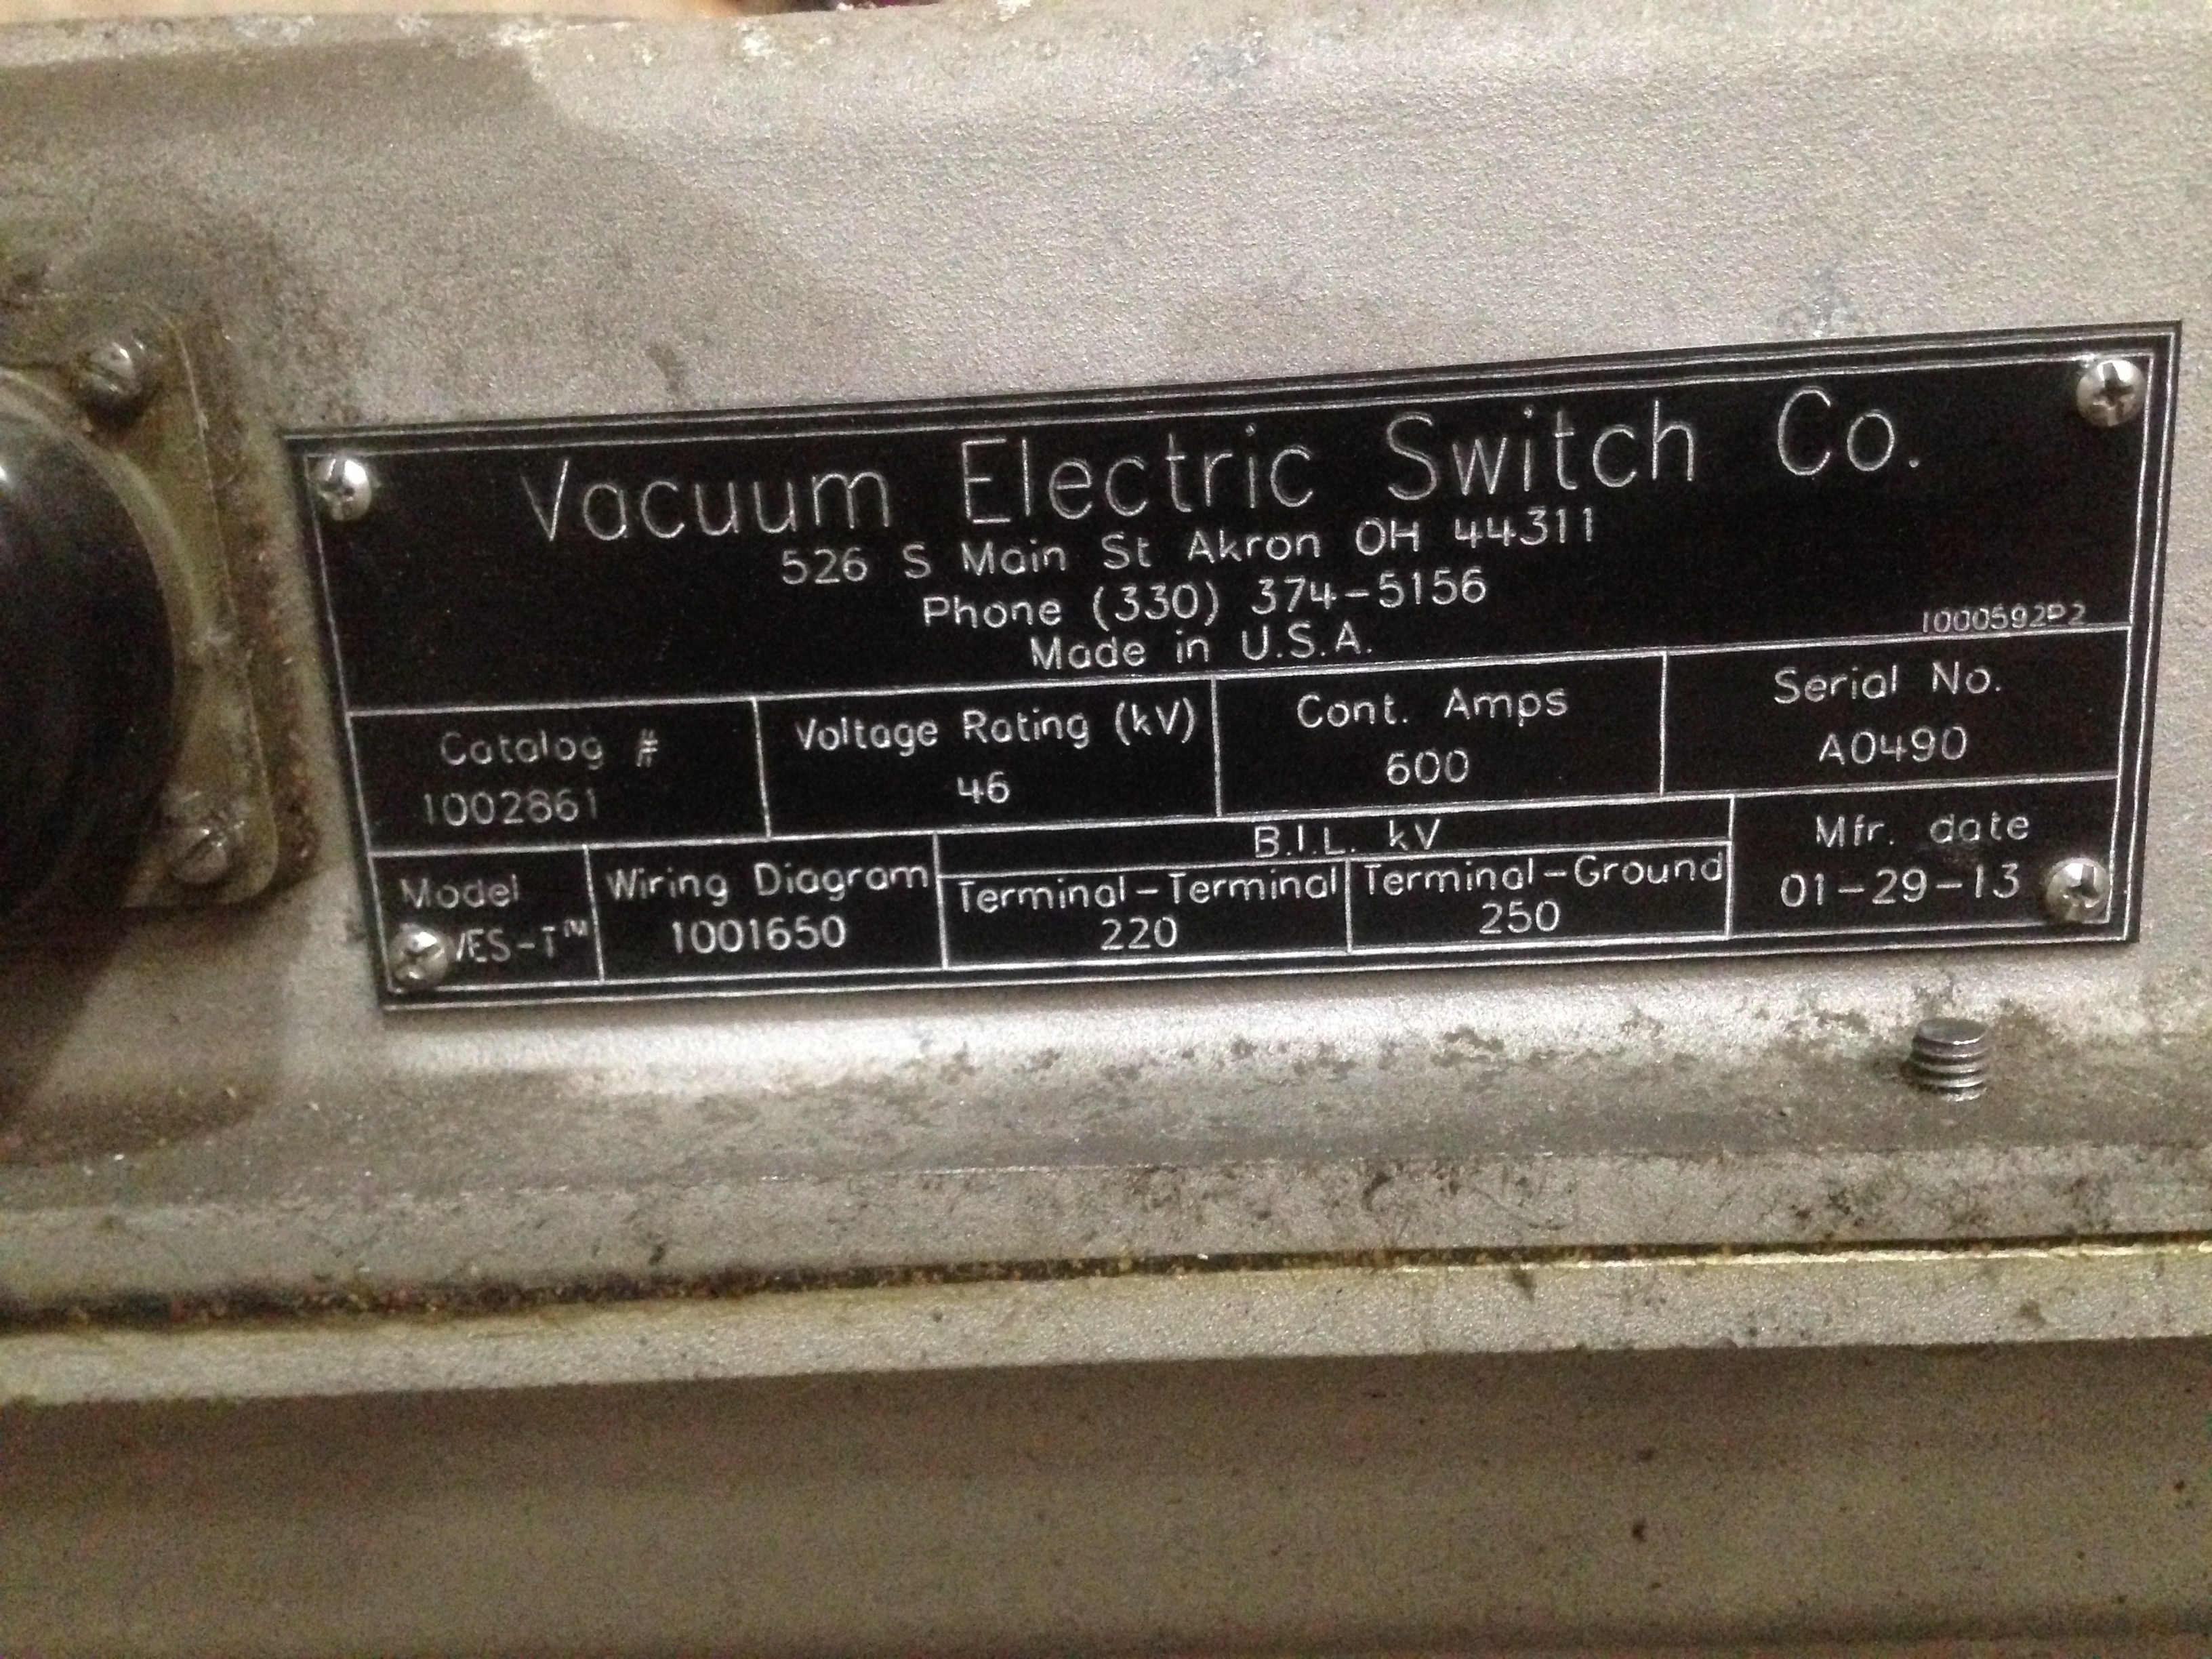 Vacuum Electric Switch Co.
526 S Main St Akron OH 44311
Phone (330) 374-5156
Made in U.S.A.
1000592P2
Catalog #
1002861
Voltage Rating (kV)
46
Cont. Amps
600
Serial No.
A0490
Model
VES-T™
Wiring Diagram
1001650
B.I.L. kV
Terminal-Terminal
220
Terminal-Ground
250
Mfr. date
01-29-13